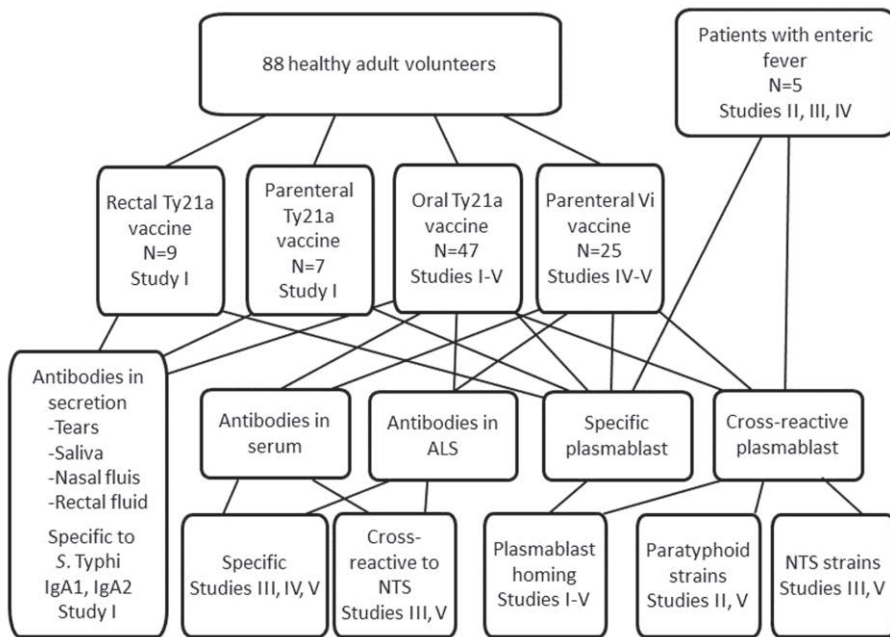 88 healthy adult volunteers
Patients with enteric
fever
N=5
Studies II, III, IV
Rectal Ty21a
vaccine
N=9
Study I
Parenteral
Ty21a
vaccine
N=7
Study I
Oral Ty21a
vaccine
N=47
Studies I-V
Parenteral Vi
vaccine
N=25
Studies IV-V
Antibodies in
secretion
-Tears
-Saliva
-Nasal fluis
-Rectal fluid
Specific to
S. Typhi
IgA1, IgA2
Study I
Antibodies in
serum
Antibodies in
ALS
Specific
plasmablast
Cross-reactive
plasmablast
Specific
Studies III, IV, V
Cross-
reactive to
NTS
Studies III, V
Plasmablast
homing
Studies I-V
Paratyphoid
strains
Studies II, V
NTS strains
Studies III, V